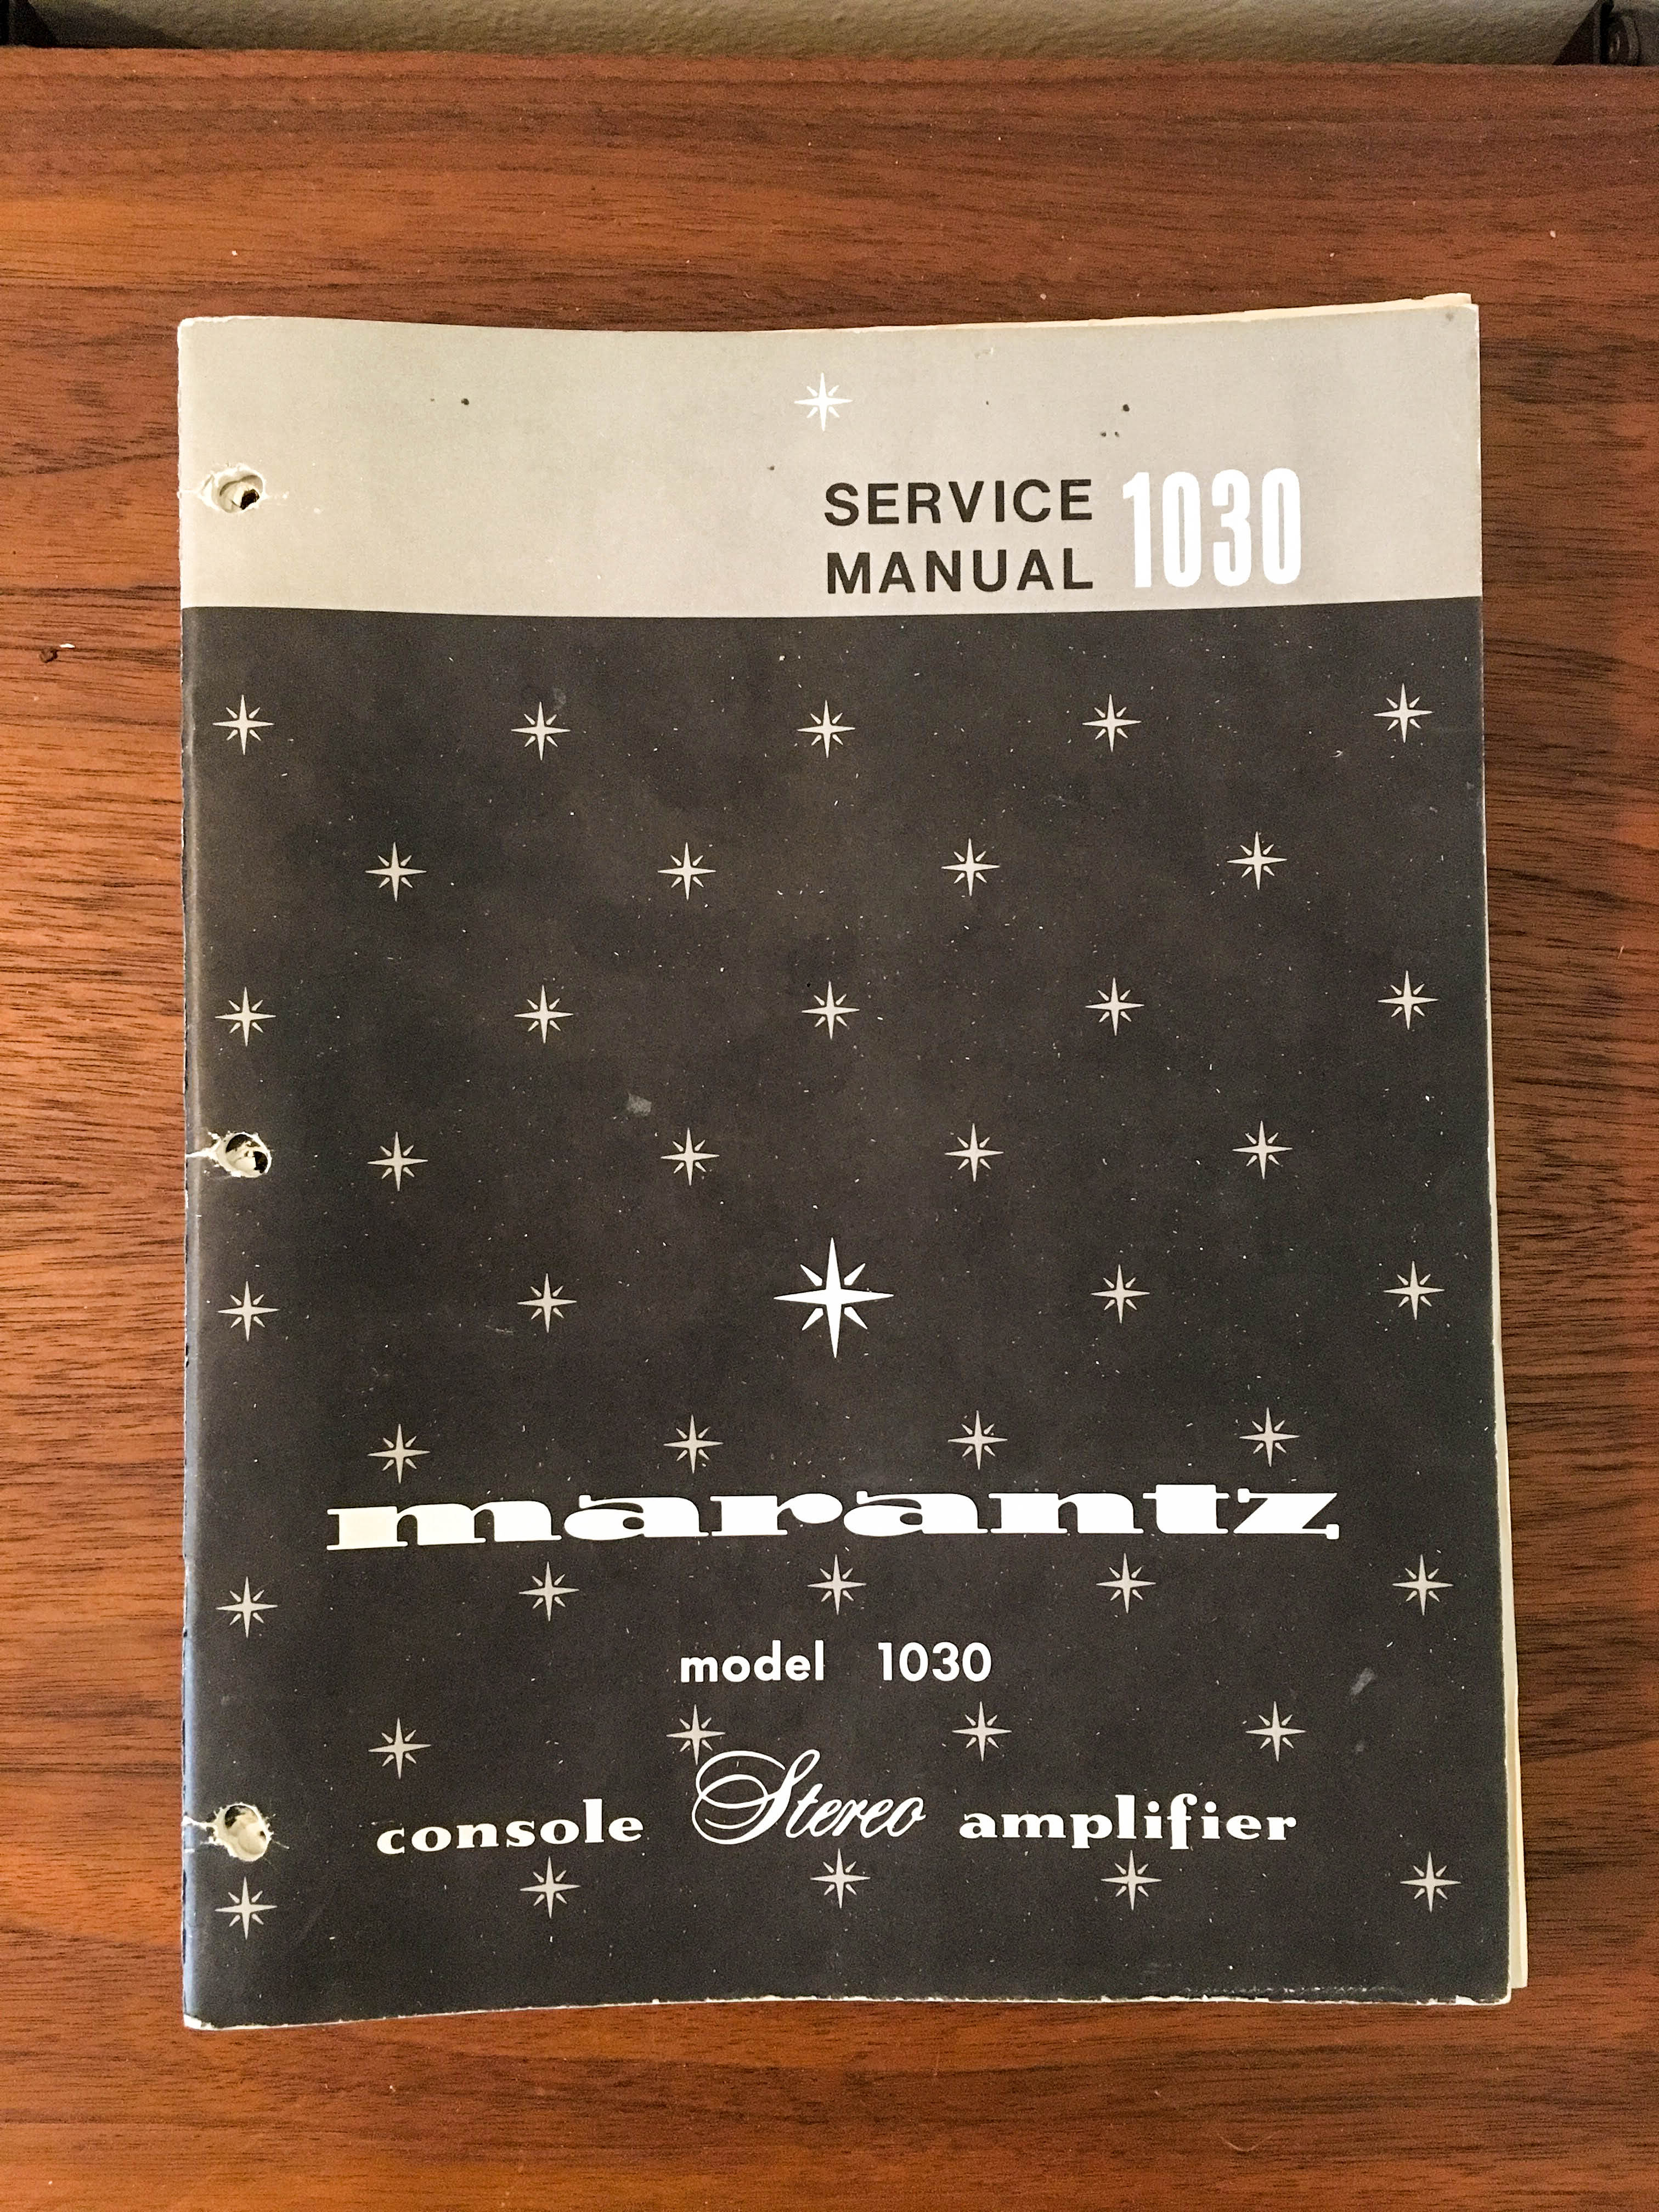 SERVICE 1030
MANUAL
marantz
model 1030
console Stereo amplifier